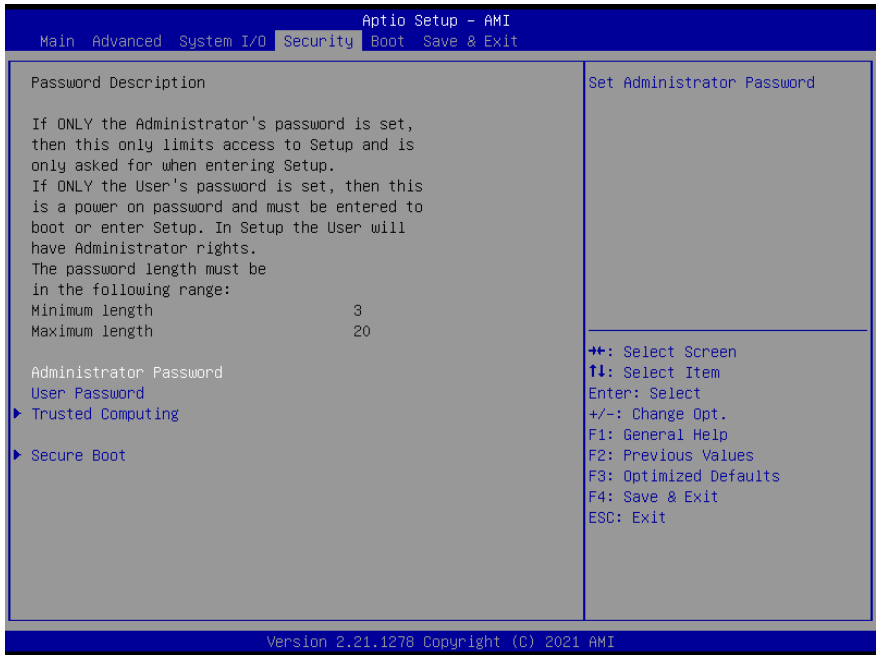 Aptio Setup – AMI
Main Advanced System I/O Security Boot Save & Exit
Password Description
If ONLY the Administrator's password is set,
then this only limits access to Setup and is
only asked for when entering Setup.
If ONLY the User's password is set, then this
is a power on password and must be entered to
boot or enter Setup. In Setup the User will
have Administrator rights.
The password length must be
in the following range:
Minimum length 3
Maximum length 20
Administrator Password
User Password
Trusted Computing
Secure Boot
Set Administrator Password
→←: Select Screen
↑↓: Select Item
Enter: Select
+/-: Change Opt.
F1: General Help
F2: Previous Values
F3: Optimized Defaults
F4: Save & Exit
ESC: Exit
Version 2.21.1278 Copyright (C) 2021 AMI